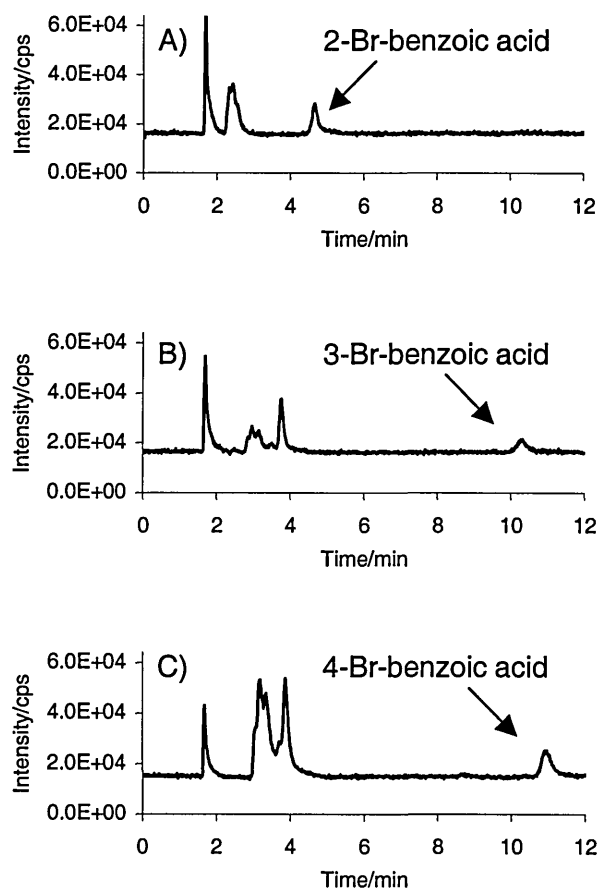 A)
2-Br-benzoic acid
Intensity/cps
6.0E+04
4.0E+04
2.0E+04
0.0E+00
0 2 4 6 8 10 12
Time/min
B)
3-Br-benzoic acid
Intensity/cps
6.0E+04
4.0E+04
2.0E+04
0.0E+00
0 2 4 6 8 10 12
Time/min
C)
4-Br-benzoic acid
Intensity/cps
6.0E+04
4.0E+04
2.0E+04
0.0E+00
0 2 4 6 8 10 12
Time/min